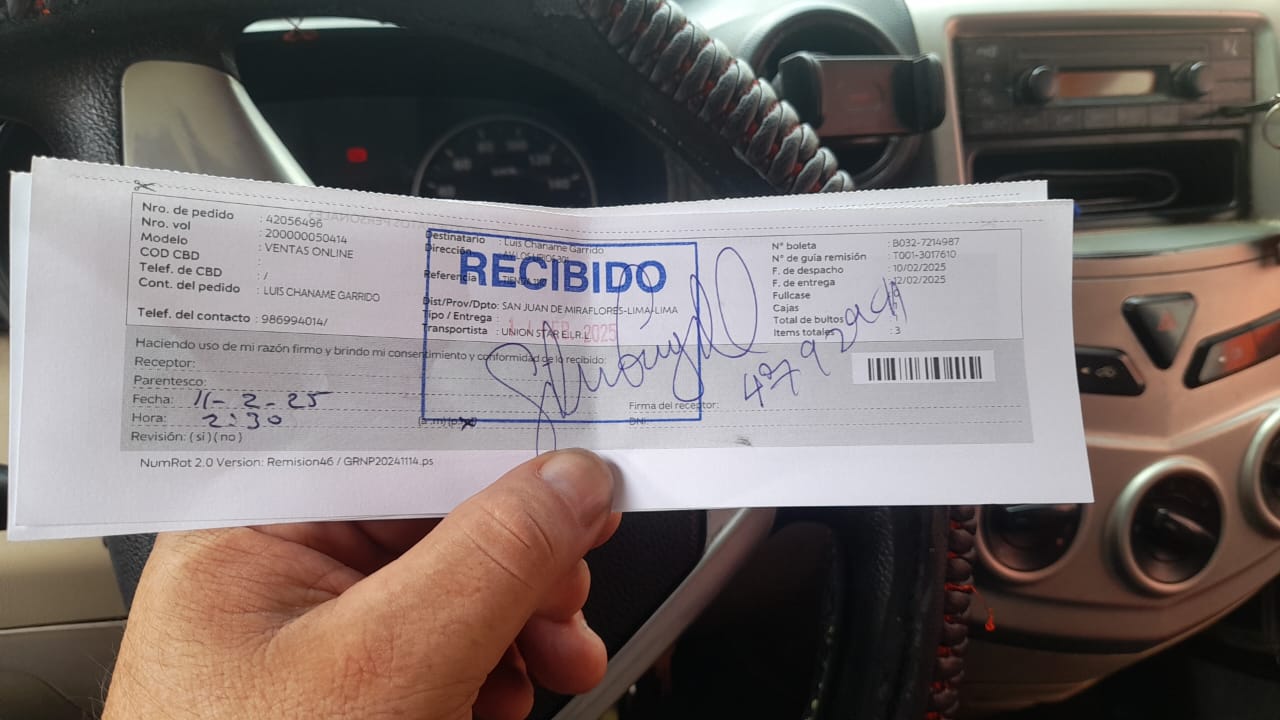 Nro. de pedido : 42056496
Nro. vol : 200000050414
Modelo : VENTAS ONLINE
COD CBD
Telef. de CBD : /
Cont. del pedido : LUIS CHANAME GARRIDO
Telef. del contacto : 986994014/
Destinatario : Luis Chaname Garrido
Dirección
Referencia
RECIBIDO
Dist/Prov/Dpto: SAN JUAN DE MIRAFLORES-LIMA-LIMA
Tipo / Entrega :
Transportista : UNION STAR E.I.R.L
2025
N° boleta : B032-7214987
N° de guía remisión : T001-3017610
F. de despacho : 10/02/2025
F. de entrega : 12/02/2025
Fullcase
Cajas
Total de bultos
Items totales : 3
Haciendo uso de mi razón firmo y brindo mi consentimiento y conformidad de lo recibido:
Receptor:
Parentesco:
Fecha: 11-2-25
Hora: 2:30
Firma del receptor:
DNI:
Revisión: ( si ) ( no )
NumRot 2.0 Version: Remision46 / GRNP20241114.ps